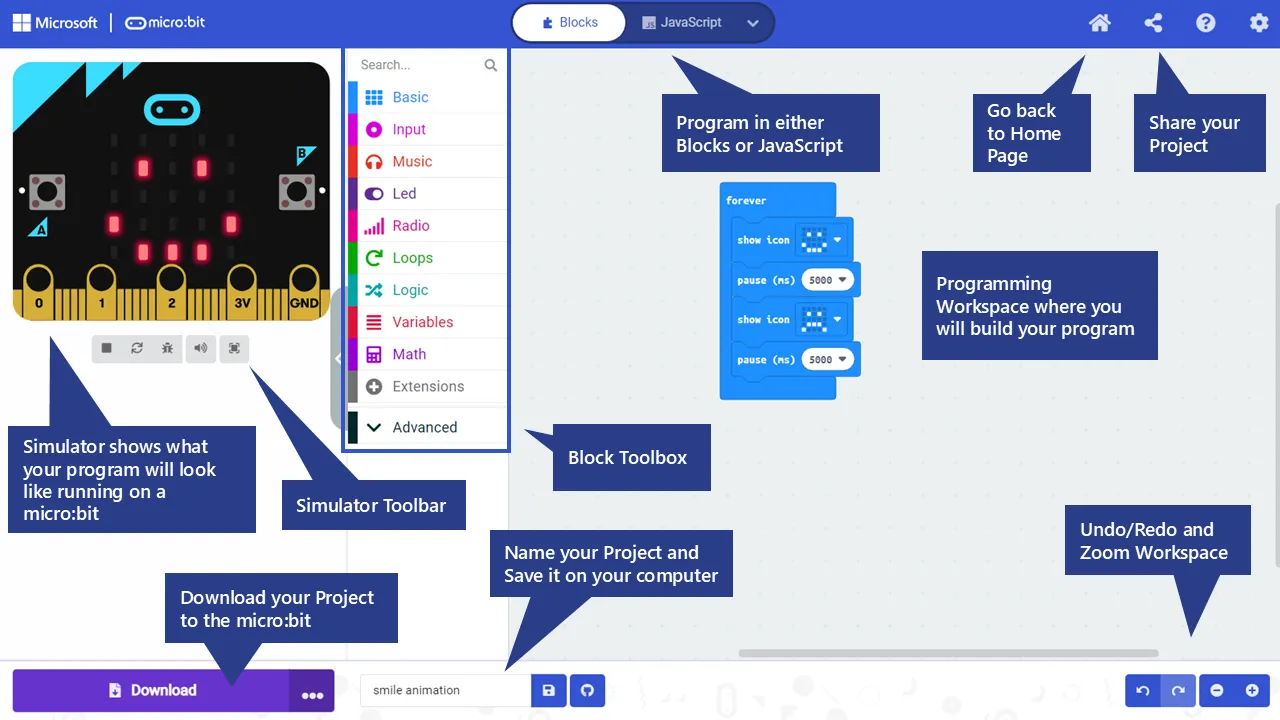 Microsoft
micro:bit
Blocks
JavaScript
Search...
Basic
Input
Music
Led
Radio
Loops
Logic
Variables
Math
Extensions
Advanced
B
A
0 1 2 3V GND
Program in either
Blocks or JavaScript
Go back
to Home
Page
Share your
Project
forever
show icon
pause (ms) 5000
show icon
pause (ms) 5000
Programming
Workspace where you
will build your program
Simulator shows what
your program will look
like running on a
micro:bit
Simulator Toolbar
Block Toolbox
Name your Project and
Save it on your computer
Undo/Redo and
Zoom Workspace
Download your Project
to the micro:bit
Download
smile animation